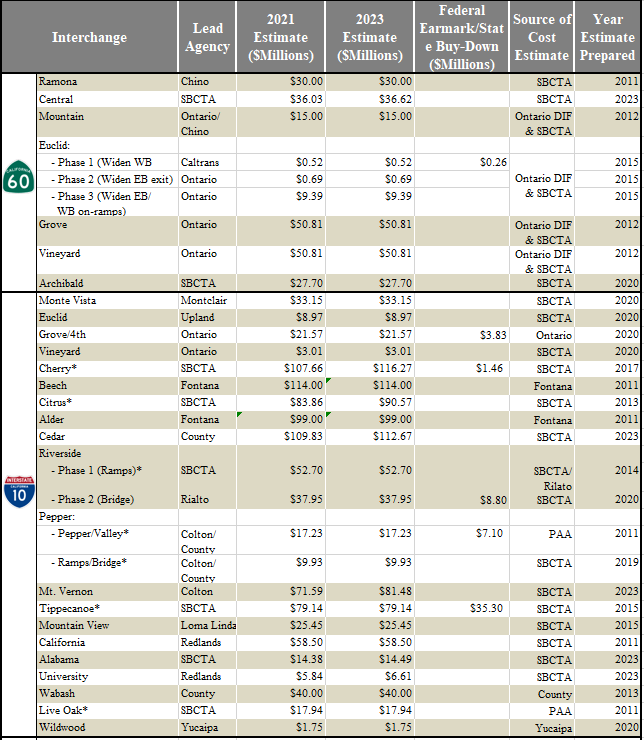 Interchange | Lead Agency | 2021 Estimate ($Millions) | 2023 Estimate ($Millions) | Federal Earmark/Stat e Buy-Down ($Millions) | Source of Cost Estimate | Year Estimate Prepared
CALIFORNIA
60
Ramona Chino $30.00 $30.00 SBCTA 2011
Central SBCTA $36.03 $36.62 SBCTA 2023
Mountain Ontario/ Chino $15.00 $15.00 Ontario DIF & SBCTA 2012
Euclid:
- Phase 1 (Widen WB Caltrans $0.52 $0.52 $0.26 2015
- Phase 2 (Widen EB exit) Ontario $0.69 $0.69 Ontario DIF & SBCTA 2015
- Phase 3 (Widen EB/ WB on-ramps) Ontario $9.39 $9.39 2015
Grove Ontario $50.81 $50.81 Ontario DIF & SBCTA 2012
Vineyard Ontario $50.81 $50.81 Ontario DIF & SBCTA 2012
Archibald SBCTA $27.70 $27.70 SBCTA 2020
INTERSTATE
CALIFORNIA
10
Monte Vista Montclair $33.15 $33.15 SBCTA 2020
Euclid Upland $8.97 $8.97 SBCTA 2020
Grove/4th Ontario $21.57 $21.57 $3.83 Ontario 2020
Vineyard Ontario $3.01 $3.01 SBCTA 2020
Cherry* SBCTA $107.66 $116.27 $1.46 SBCTA 2017
Beech Fontana $114.00 $114.00 Fontana 2011
Citrus* SBCTA $83.86 $90.57 SBCTA 2013
Alder Fontana $99.00 $99.00 Fontana 2011
Cedar County $109.83 $112.67 SBCTA 2023
Riverside
- Phase 1 (Ramps)* SBCTA $52.70 $52.70 SBCTA/ Rilato 2014
- Phase 2 (Bridge) Rialto $37.95 $37.95 $8.80 SBCTA 2020
Pepper:
- Pepper/Valley* Colton/ County $17.23 $17.23 $7.10 PAA 2011
- Ramps/Bridge* Colton/ County $9.93 $9.93 SBCTA 2019
Mt. Vernon Colton $71.59 $81.48 SBCTA 2023
Tippecanoe* SBCTA $79.14 $79.14 $35.30 SBCTA 2015
Mountain View Loma Linda $25.45 $25.45 SBCTA 2015
California Redlands $58.50 $58.50 SBCTA 2011
Alabama SBCTA $14.38 $14.49 SBCTA 2023
University Redlands $5.84 $6.61 SBCTA 2023
Wabash County $40.00 $40.00 County 2013
Live Oak* SBCTA $17.94 $17.94 PAA 2011
Wildwood Yucaipa $1.75 $1.75 Yucaipa 2020